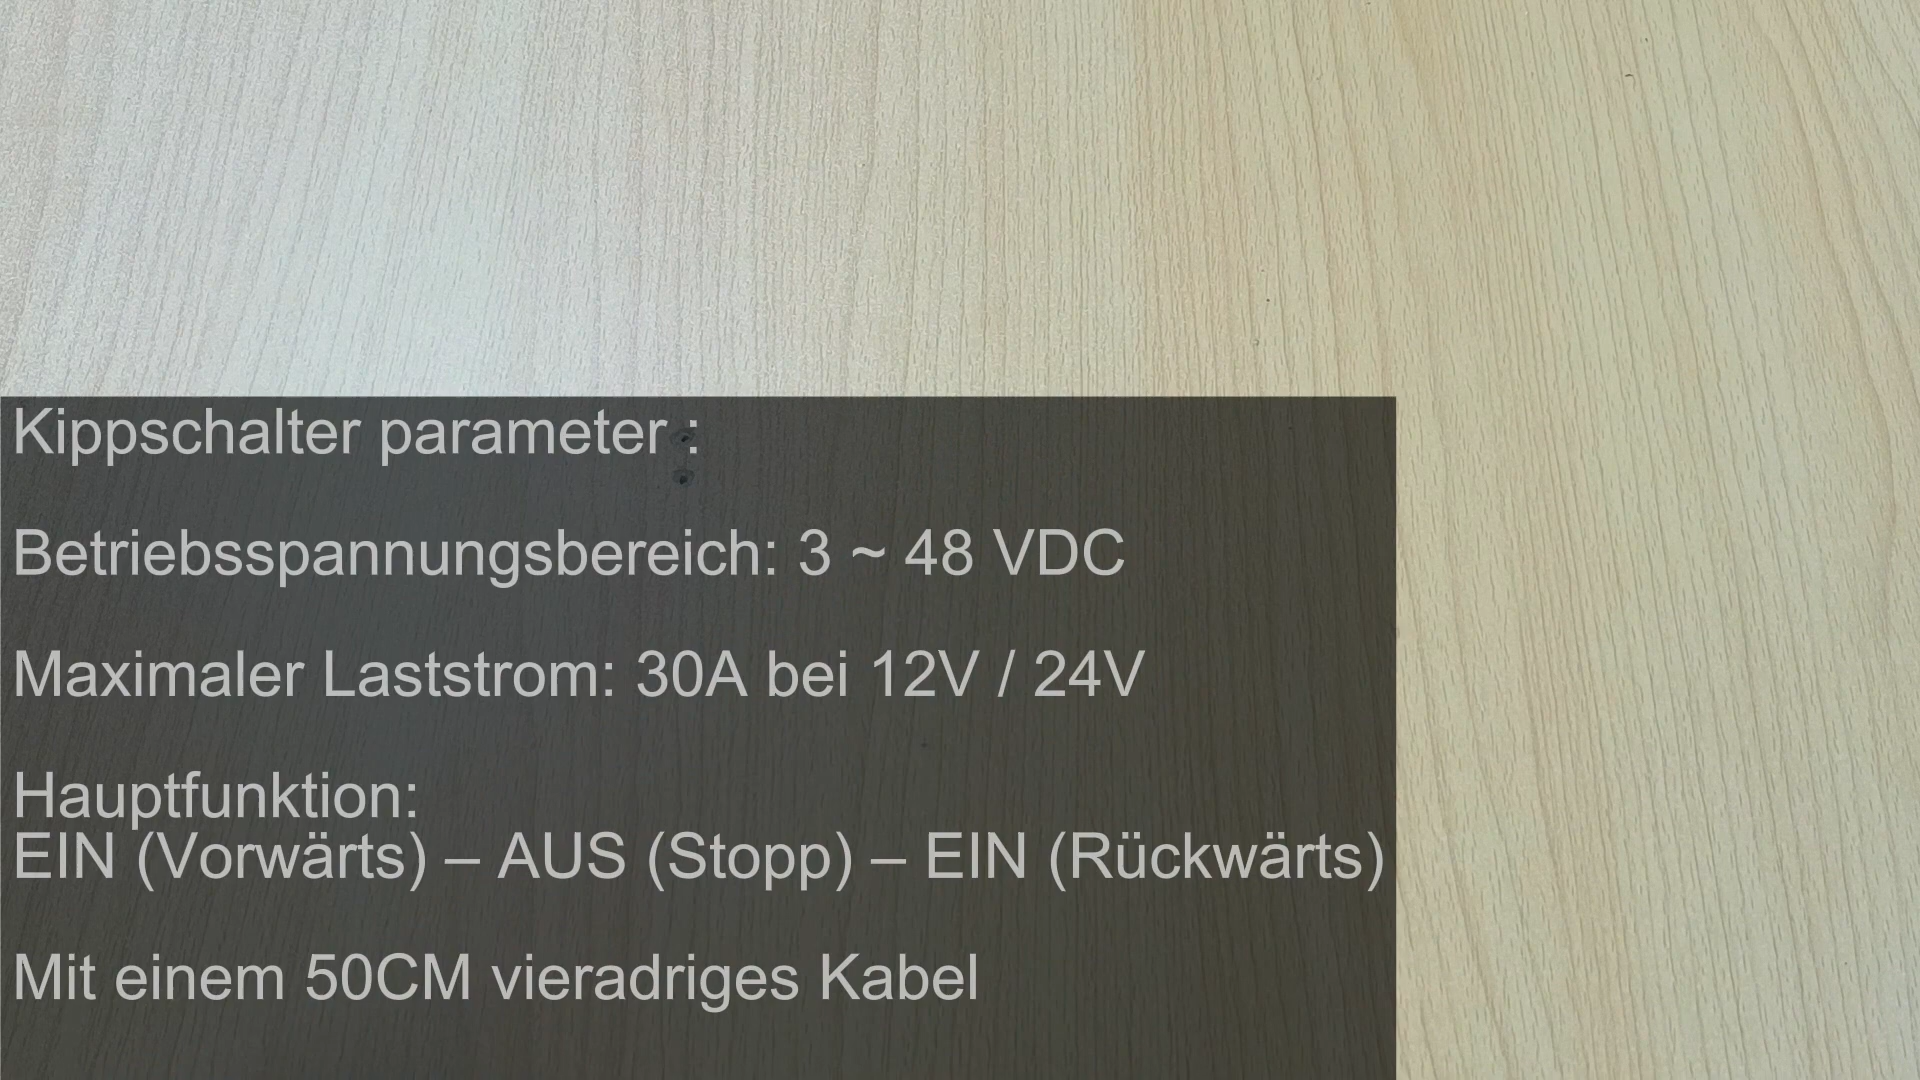 Kippschalter parameter :
Betriebsspannungsbereich: 3 ~ 48 VDC
Maximaler Laststrom: 30A bei 12V / 24V
Hauptfunktion:
EIN (Vorwärts) – AUS (Stopp) – EIN (Rückwärts)
Mit einem 50CM vieradriges Kabel